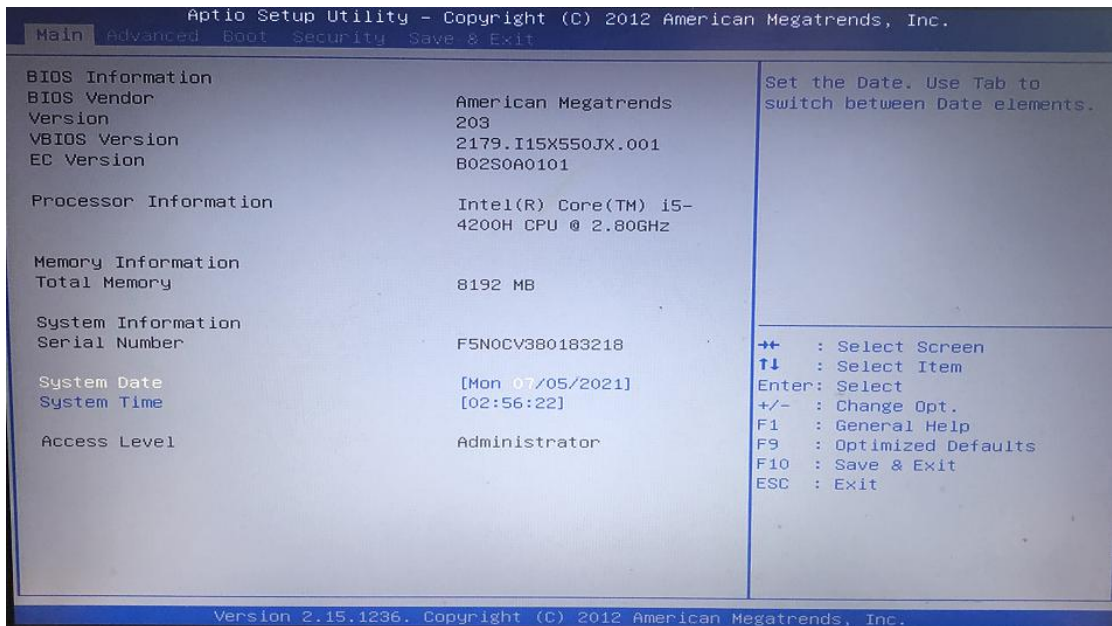 Aptio Setup Utility – Copyright (C) 2012 American Megatrends, Inc.
Main Advanced Boot Security Save & Exit
BIOS Information
BIOS Vendor American Megatrends
Version 203
VBIOS Version 2179.I15X550JX.001
EC Version B02S0A0101
Processor Information Intel(R) Core(TM) i5-
4200H CPU @ 2.80GHz
Memory Information
Total Memory 8192 MB
System Information
Serial Number F5N0CV380183218
System Date [Mon 07/05/2021]
System Time [02:56:22]
Access Level Administrator
Set the Date. Use Tab to
switch between Date elements.
→← : Select Screen
↑↓ : Select Item
Enter: Select
+/- : Change Opt.
F1 : General Help
F9 : Optimized Defaults
F10 : Save & Exit
ESC : Exit
Version 2.15.1236. Copyright (C) 2012 American Megatrends, Inc.